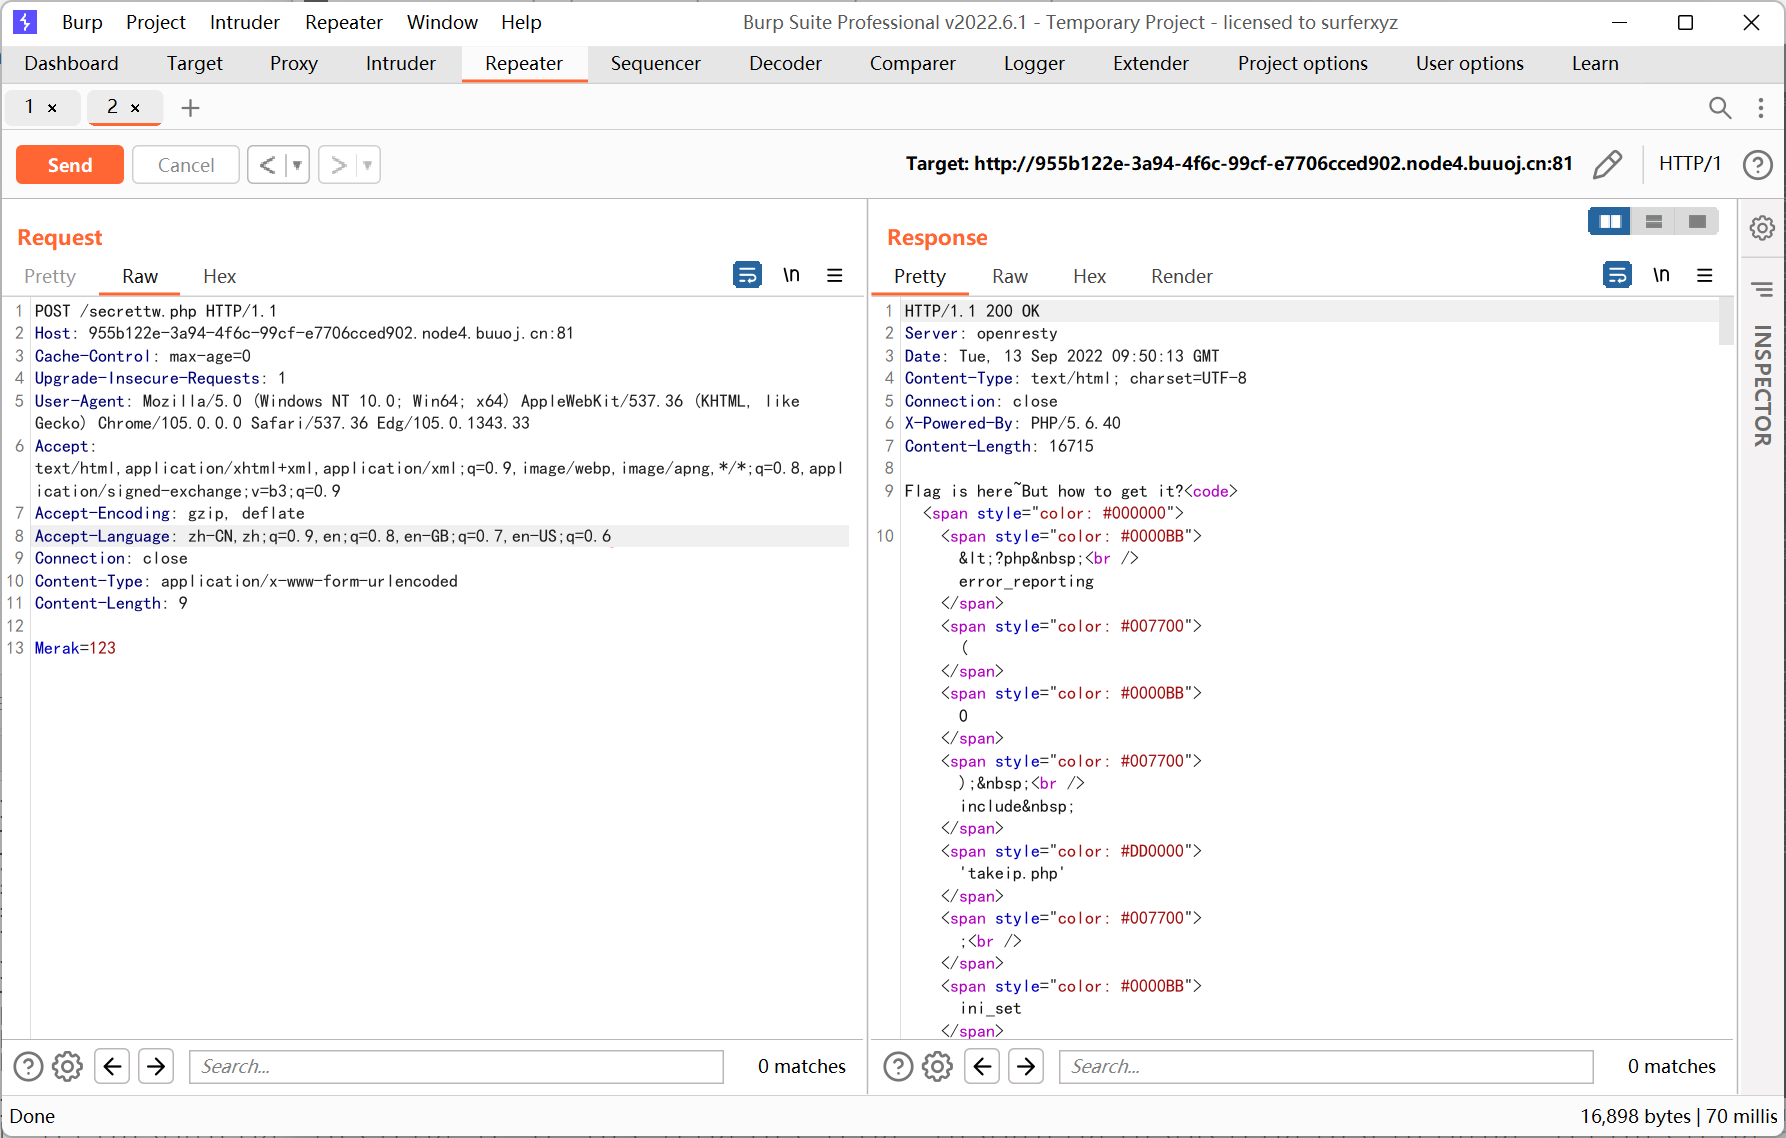 Burp Project Intruder Repeater Window Help Burp Suite Professional v2022.6.1 - Temporary Project - licensed to surferxyz
Dashboard Target Proxy Intruder Repeater Sequencer Decoder Comparer Logger Extender Project options User options Learn
1 × 2 × +
Send Cancel < > Target: http://955b122e-3a94-4f6c-99cf-e7706cced902.node4.buuoj.cn:81 HTTP/1 ?
Request
Pretty Raw Hex \n
1 POST /secrettw.php HTTP/1.1
2 Host: 955b122e-3a94-4f6c-99cf-e7706cced902.node4.buuoj.cn:81
3 Cache-Control: max-age=0
4 Upgrade-Insecure-Requests: 1
5 User-Agent: Mozilla/5.0 (Windows NT 10.0; Win64; x64) AppleWebKit/537.36 (KHTML, like
Gecko) Chrome/105.0.0.0 Safari/537.36 Edg/105.0.1343.33
6 Accept:
text/html,application/xhtml+xml,application/xml;q=0.9,image/webp,image/apng,*/*;q=0.8,appl
ication/signed-exchange;v=b3;q=0.9
7 Accept-Encoding: gzip, deflate
8 Accept-Language: zh-CN,zh;q=0.9,en;q=0.8,en-GB;q=0.7,en-US;q=0.6
9 Connection: close
10 Content-Type: application/x-www-form-urlencoded
11 Content-Length: 9
12
13 Merak=123
Search... 0 matches
Response
Pretty Raw Hex Render \n
1 HTTP/1.1 200 OK
2 Server: openresty
3 Date: Tue, 13 Sep 2022 09:50:13 GMT
4 Content-Type: text/html; charset=UTF-8
5 Connection: close
6 X-Powered-By: PHP/5.6.40
7 Content-Length: 16715
8
9 Flag is here~But how to get it?<code>
<span style="color: #000000">
10 <span style="color: #0000BB">
&lt;?php&nbsp;<br />
error_reporting
</span>
<span style="color: #007700">
(
</span>
<span style="color: #0000BB">
0
</span>
<span style="color: #007700">
);&nbsp;<br />
include&nbsp;
</span>
<span style="color: #DD0000">
'takeip.php'
</span>
<span style="color: #007700">
;<br />
</span>
<span style="color: #0000BB">
ini_set
</span>
Search... 0 matches
INSPECTOR
Done 16,898 bytes | 70 millis